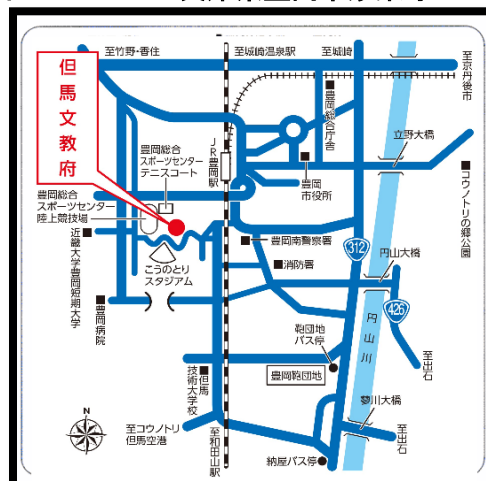 至竹野・香住
至城崎温泉駅
至城崎
至京丹後市
但馬文教府
豊岡総合
スポーツセンター
テニスコート
JR豊岡駅
豊岡総合庁舎
立野大橋
豊岡
市役所
コウノトリの郷公園
豊岡総合
スポーツセンター
陸上競技場
近畿大学豊岡短期大学
こうのとり
スタジアム
豊岡南警察署
消防署
312
円山大橋
426
豊岡病院
円山川
鞄団地
バス停
豊岡鞄団地
至出石
但馬
技術大学校
蓼川大橋
至コウノトリ
但馬空港
至和田山駅
至出石
納屋バス停
N